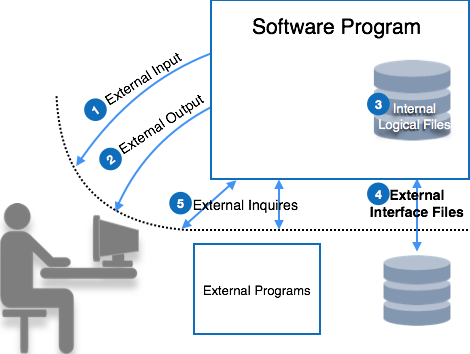 Software Program
1 External Input
2 External Output
3 Internal
Logical Files
5 External Inquires
4 External
Interface Files
External Programs